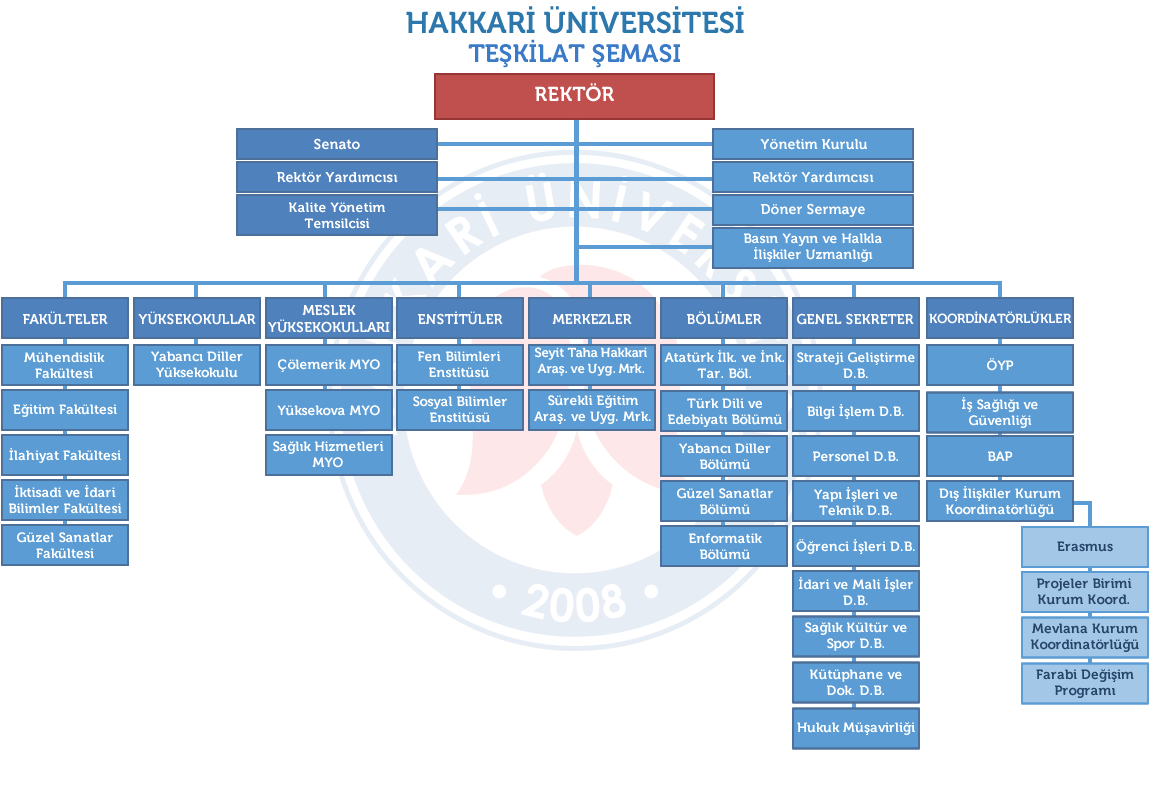 HAKKARİ ÜNİVERSİTESİ
TEŞKİLAT ŞEMASI
REKTÖR
Senato
Rektör Yardımcısı
Kalite Yönetim
Temsilcisi
Yönetim Kurulu
Rektör Yardımcısı
Döner Sermaye
Basın Yayın ve Halkla
İlişkiler Uzmanlığı
FAKÜLTELER
Mühendislik
Fakültesi
Eğitim Fakültesi
İlahiyat Fakültesi
İktisadi ve İdari
Bilimler Fakültesi
Güzel Sanatlar
Fakültesi
YÜKSEKOKULLAR
Yabancı Diller
Yüksekokulu
MESLEK
YÜKSEKOKULLARI
Çölemerik MYO
Yüksekova MYO
Sağlık Hizmetleri
MYO
ENSTİTÜLER
Fen Bilimleri
Enstitüsü
Sosyal Bilimler
Enstitüsü
MERKEZLER
Seyit Taha Hakkari
Araş. ve Uyg. Mrk.
Sürekli Eğitim
Araş. ve Uyg. Mrk.
BÖLÜMLER
Atatürk İlk. ve İnk.
Tar. Böl.
Türk Dili ve
Edebiyatı Bölümü
Yabancı Diller
Bölümü
Güzel Sanatlar
Bölümü
Enformatik
Bölümü
GENEL SEKRETER
Strateji Geliştirme
D.B.
Bilgi İşlem D.B.
Personel D.B.
Yapı İşleri ve
Teknik D.B.
Öğrenci İşleri D.B.
İdari ve Mali İşler
D.B.
Sağlık Kültür ve
Spor D.B.
Kütüphane ve
Dok. D.B.
Hukuk Müşavirliği
KOORDİNATÖRLÜKLER
ÖYP
İş Sağlığı ve
Güvenliği
BAP
Dış İlişkiler Kurum
Koordinatörlüğü
Erasmus
Projeler Birimi
Kurum Koord.
Mevlana Kurum
Koordinatörlüğü
Farabi Değişim
Programı
• 2008 •